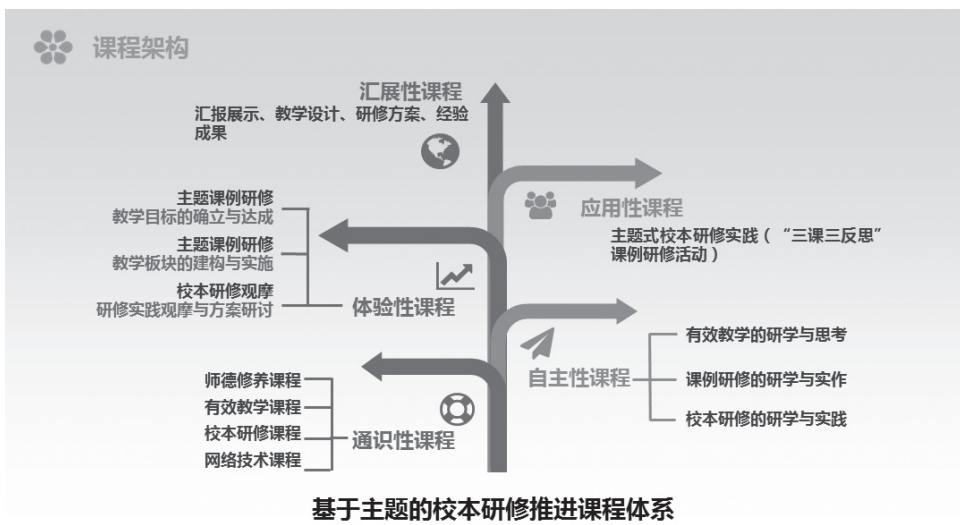 课程架构
汇展性课程
汇报展示、教学设计、研修方案、经验
成果
应用性课程
主题式校本研修实践（“三课三反思”
课例研修活动）
主题课例研修
教学目标的确立与达成
主题课例研修
教学板块的建构与实施
校本研修观摩
研修实践观摩与方案研讨
体验性课程
自主性课程
有效教学的研学与思考
课例研修的研学与实作
校本研修的研学与实践
师德修养课程
有效教学课程
校本研修课程
网络技术课程
通识性课程
基于主题的校本研修推进课程体系